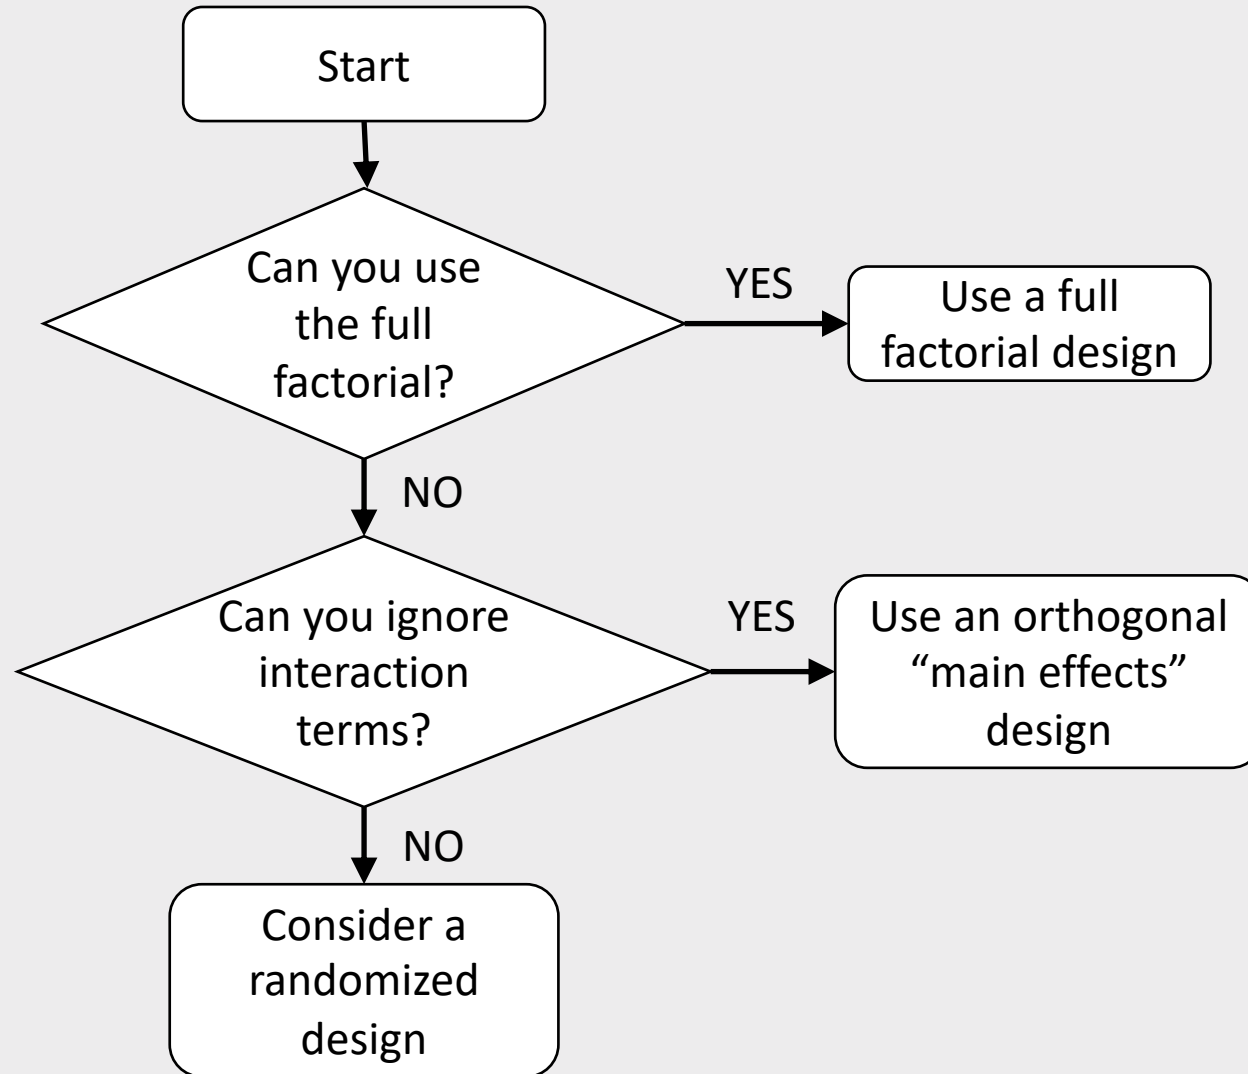 Start
Can you use
the full
factorial?
YES
Use a full
factorial design
NO
Can you ignore
interaction
terms?
YES
Use an orthogonal
“main effects”
design
NO
Consider a
randomized
design